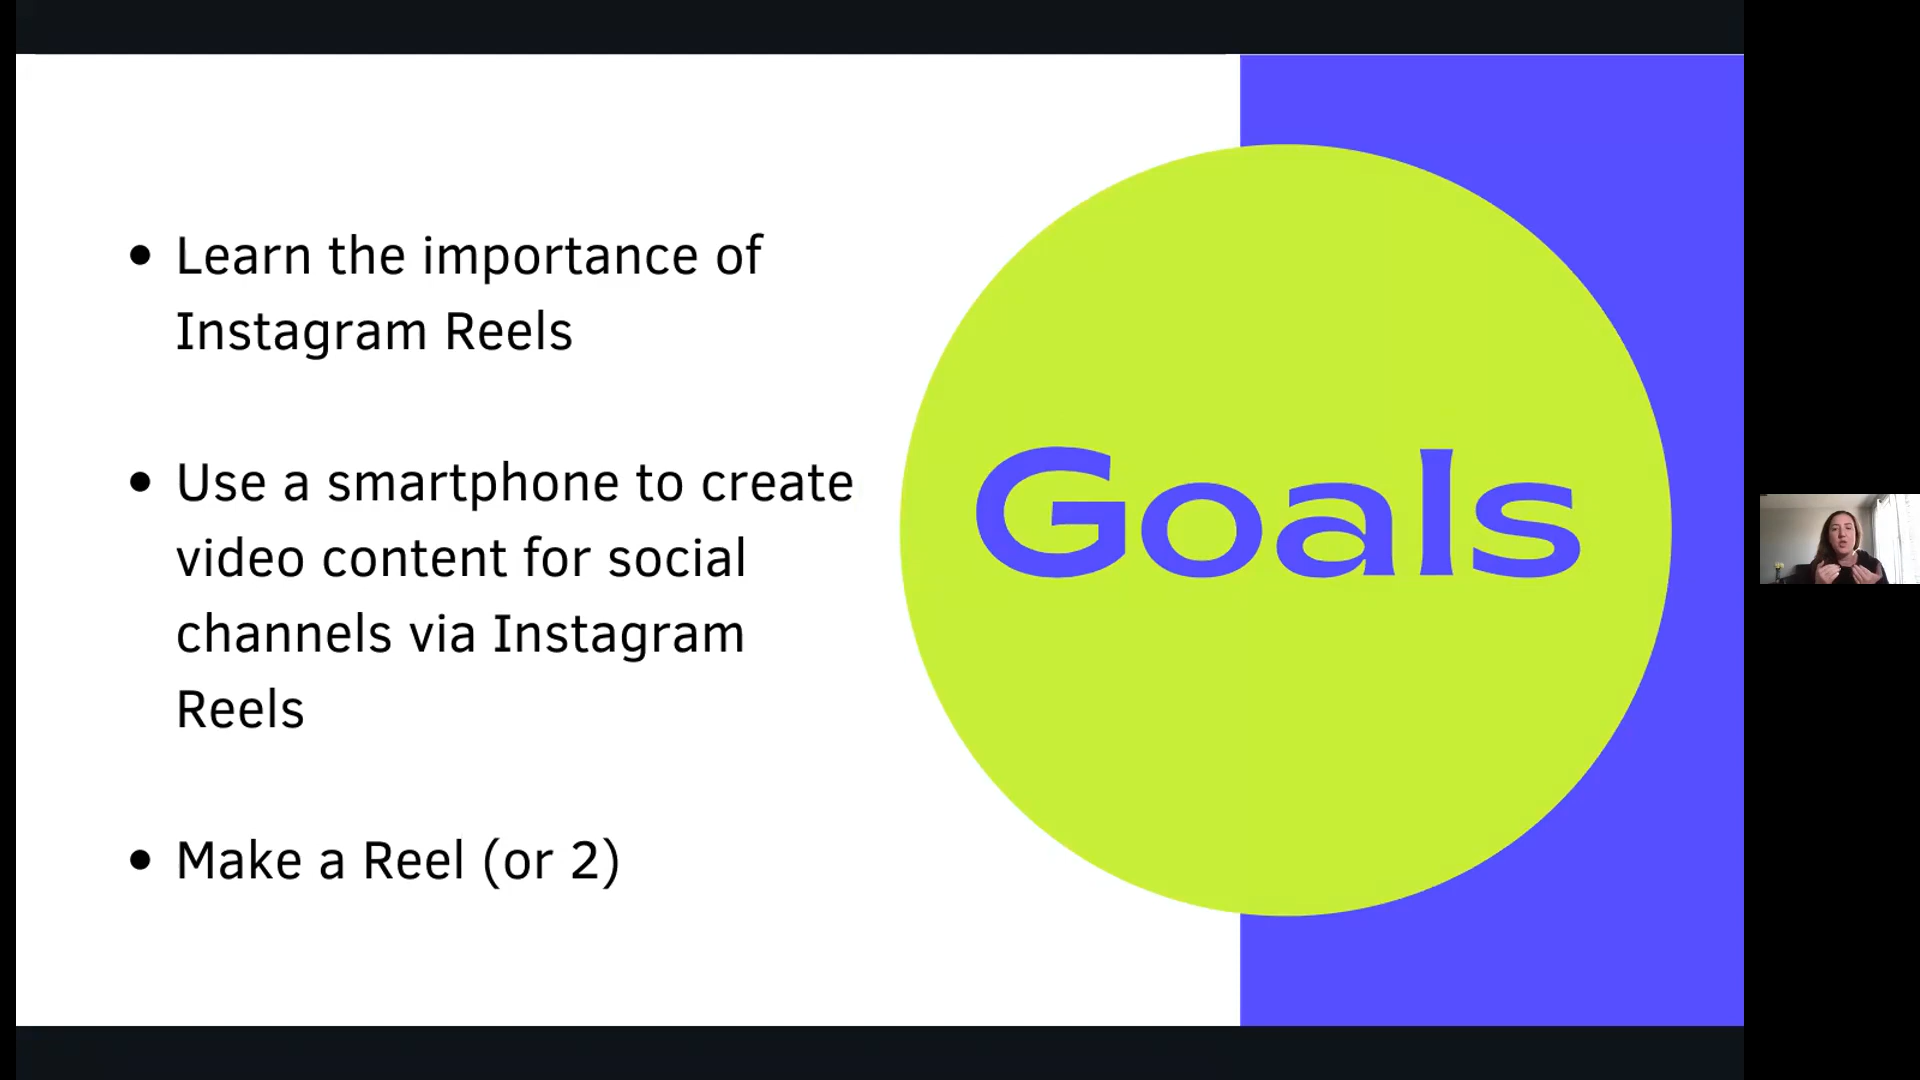 Learn the importance of
Instagram Reels
Use a smartphone to create
video content for social
channels via Instagram
Reels
Make a Reel (or 2)
Goals